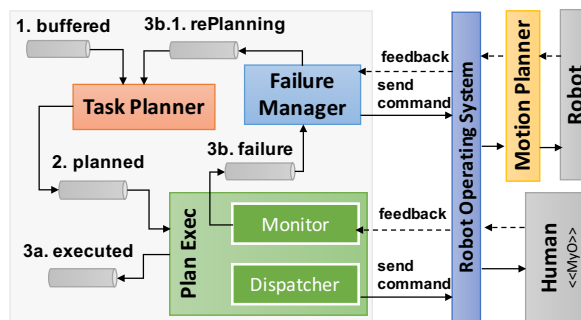 1. buffered
3b.1. rePlanning
Task Planner
Failure
Manager
feedback
send
command
2. planned
3b. failure
Plan Exec
Monitor
Dispatcher
3a. executed
feedback
send
command
Robot Operating System
Motion Planner
Robot
Human
<<MyO>>